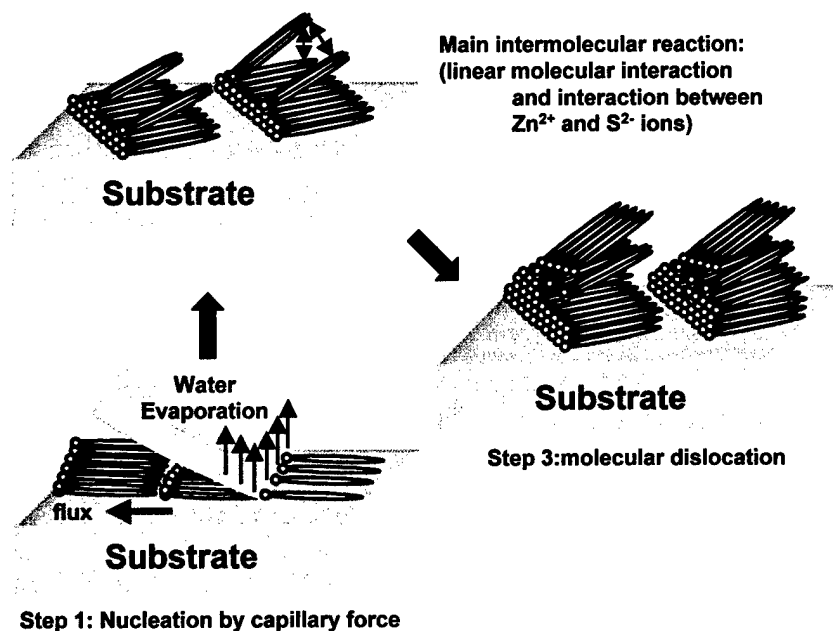 Main intermolecular reaction:
(linear molecular interaction
and interaction between
Zn²⁺ and S²⁻ ions)
Substrate
Substrate
Step 3:molecular dislocation
Water
Evaporation
flux
Substrate
Step 1: Nucleation by capillary force